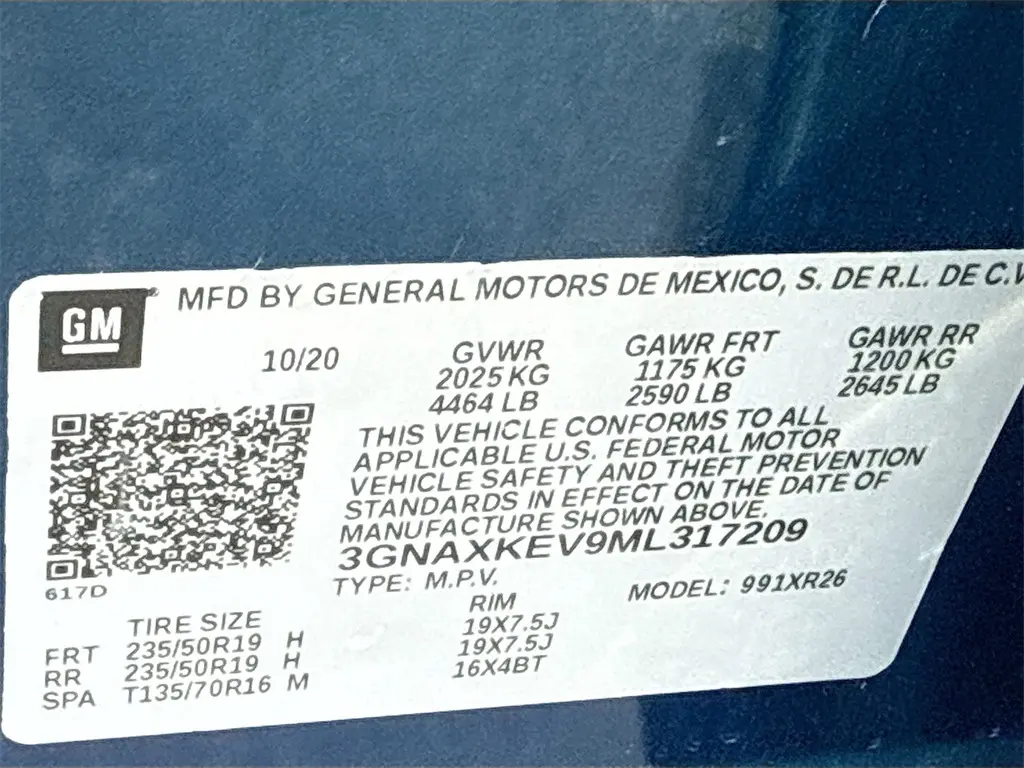 GM
MFD BY GENERAL MOTORS DE MEXICO, S. DE R.L. DE C.V
10/20
GVWR
2025 KG
4464 LB
GAWR FRT
1175 KG
2590 LB
GAWR RR
1200 KG
2645 LB
THIS VEHICLE CONFORMS TO ALL
APPLICABLE U.S. FEDERAL MOTOR
VEHICLE SAFETY AND THEFT PREVENTION
STANDARDS IN EFFECT ON THE DATE OF
MANUFACTURE SHOWN ABOVE.
3GNAXKEV9ML317209
617D
TYPE: M.P.V. MODEL: 991XR26
TIRE SIZE RIM
FRT 235/50R19 H 19X7.5J
RR 235/50R19 H 19X7.5J
SPA T135/70R16 M 16X4BT